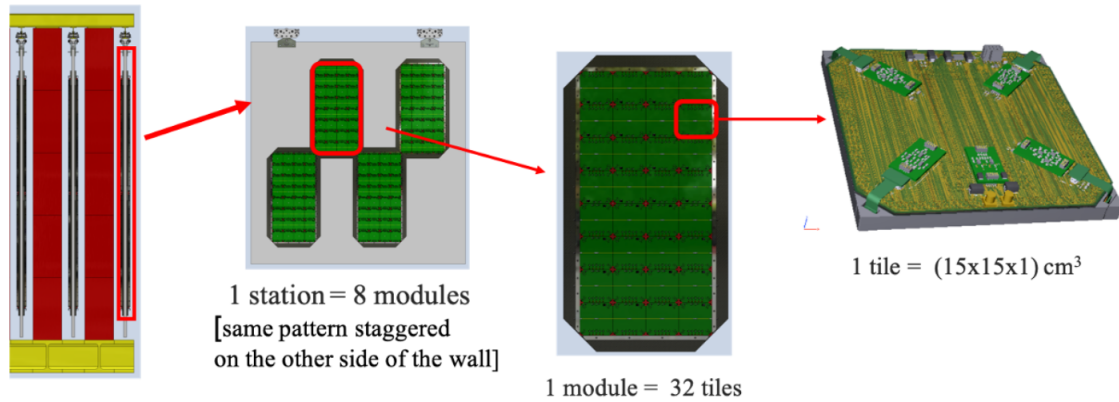 1 station = 8 modules
[same pattern staggered
on the other side of the wall]
1 module = 32 tiles
1 tile = (15x15x1) cm³